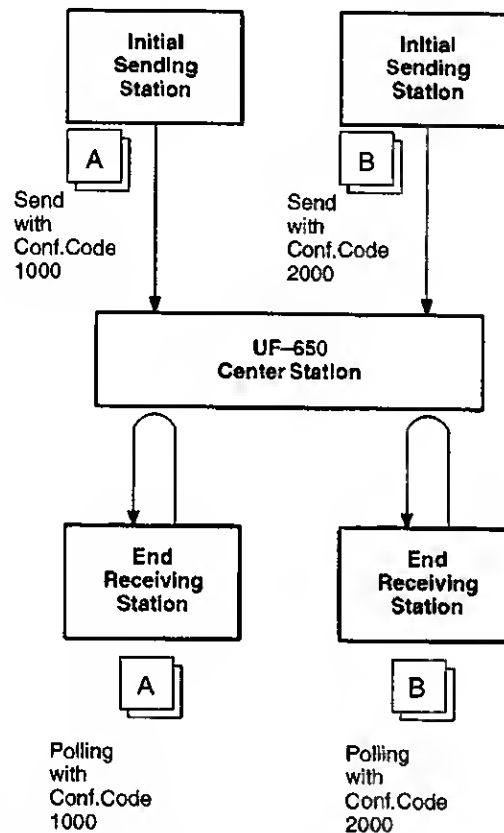 Initial
Sending
Station
Initial
Sending
Station
A
B
Send
with
Conf.Code
1000
Send
with
Conf.Code
2000
UF–650
Center Station
End
Receiving
Station
End
Receiving
Station
A
B
Polling
with
Conf.Code
1000
Polling
with
Conf.Code
2000